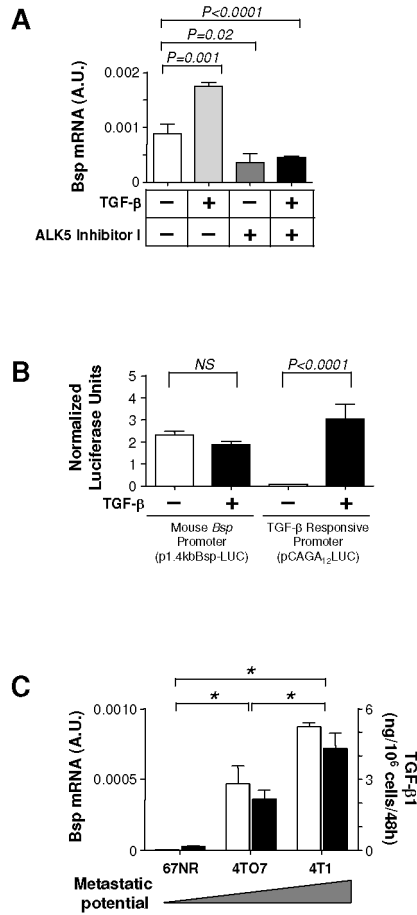 A
P<0.0001
P=0.02
P=0.001
Bsp mRNA (A.U.)
0.002
0.001
0
TGF-β − + − +
ALK5 Inhibitor I − − + +
B
NS P<0.0001
Normalized
Luciferase Units
5
4
3
2
1
0
TGF-β − + − +
Mouse Bsp
Promoter
(p1.4kbBsp-LUC)
TGF-β Responsive
Promoter
(pCAGA12LUC)
C
*
* *
Bsp mRNA (A.U.)
0.0010
0.0005
0
6
3
0
TGF-β1
(ng/10⁶ cells/48h)
67NR 4TO7 4T1
Metastatic
potential